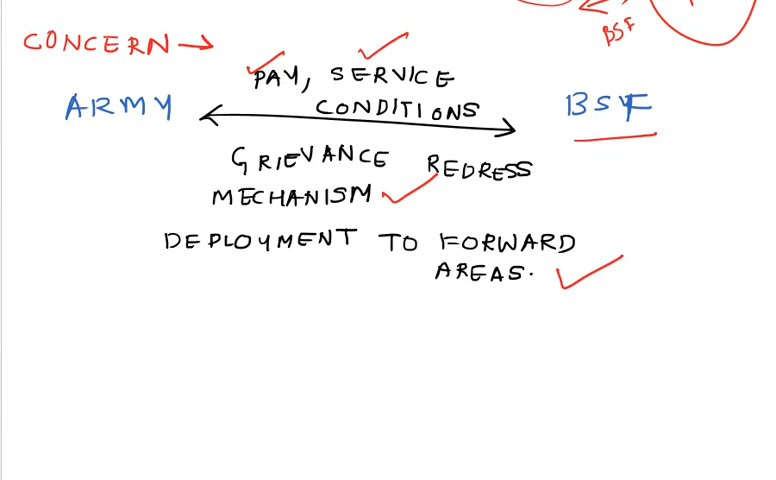 BSF
CONCERN →
PAY, SERVICE
ARMY CONDITIONS BSF
GRIEVANCE REDRESS
MECHANISM
DEPLOYMENT TO FORWARD
AREAS.